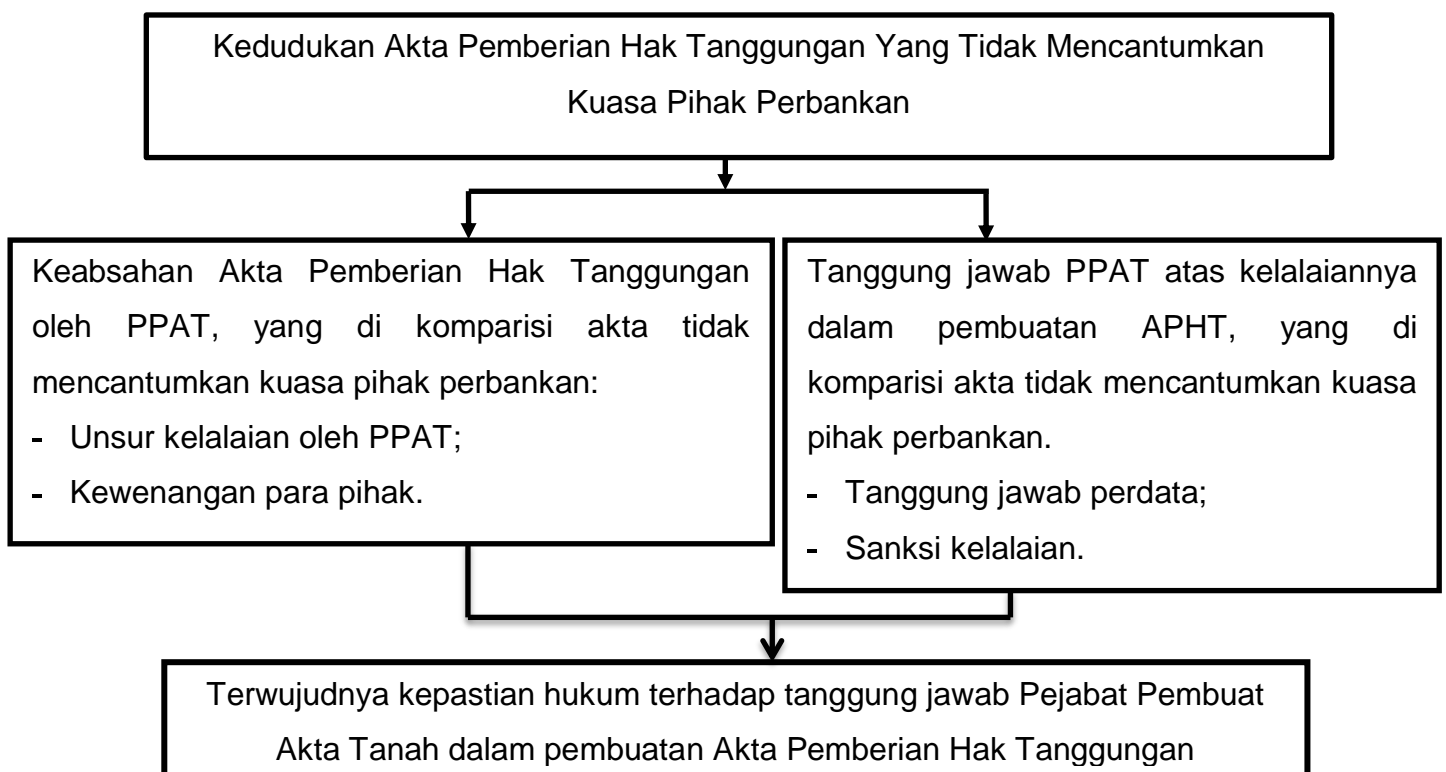 Kedudukan Akta Pemberian Hak Tanggungan Yang Tidak Mencantumkan
Kuasa Pihak Perbankan
Keabsahan Akta Pemberian Hak Tanggungan
oleh PPAT, yang di komparisi akta tidak
mencantumkan kuasa pihak perbankan:
- Unsur kelalaian oleh PPAT;
- Kewenangan para pihak.
Tanggung jawab PPAT atas kelalaiannya
dalam pembuatan APHT, yang di
komparisi akta tidak mencantumkan kuasa
pihak perbankan.
- Tanggung jawab perdata;
- Sanksi kelalaian.
Terwujudnya kepastian hukum terhadap tanggung jawab Pejabat Pembuat
Akta Tanah dalam pembuatan Akta Pemberian Hak Tanggungan